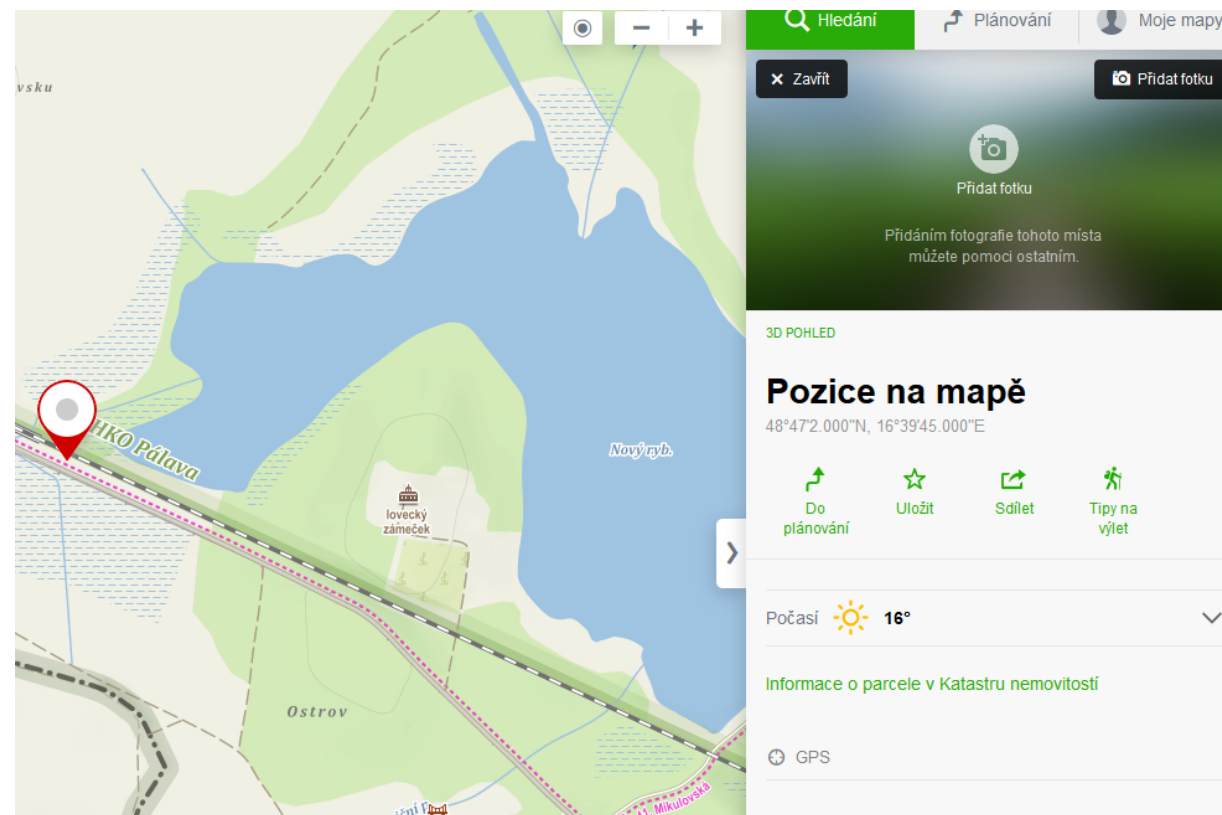 Hledání
Plánování
Moje mapy
Zavřít
Přidat fotku
Přidat fotku
Přidáním fotografie tohoto místa
můžete pomoci ostatním.
3D POHLED
Pozice na mapě
48°47'2.000"N, 16°39'45.000"E
Do
plánování
Uložit
Sdílet
Tipy na
výlet
Počasí
16°
Informace o parcele v Katastru nemovitostí
GPS
vsku
HKO Pálava
Nový ryb.
lovecký
zámeček
Ostrov
41, Mikulovská